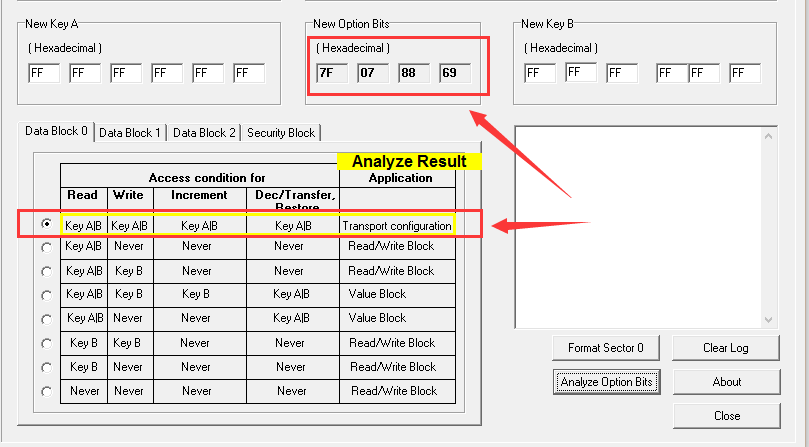 New Key A
( Hexadecimal )
FF FF FF FF FF FF
New Option Bits
( Hexadecimal )
7F 07 88 69
New Key B
( Hexadecimal )
FF FF FF FF FF FF
Data Block 0 Data Block 1 Data Block 2 Security Block
Analyze Result
Access condition for Application
Read Write Increment Dec/Transfer,
Restore
Key A|B Key A|B Key A|B Key A|B Transport configuration
Key A|B Never Never Never Read/Write Block
Key A|B Key B Never Never Read/Write Block
Key A|B Key B Key B Key A|B Value Block
Key A|B Never Never Key A|B Value Block
Key B Key B Never Never Read/Write Block
Key B Never Never Never Read/Write Block
Never Never Never Never Read/Write Block
Format Sector 0 Clear Log
Analyze Option Bits About
Close